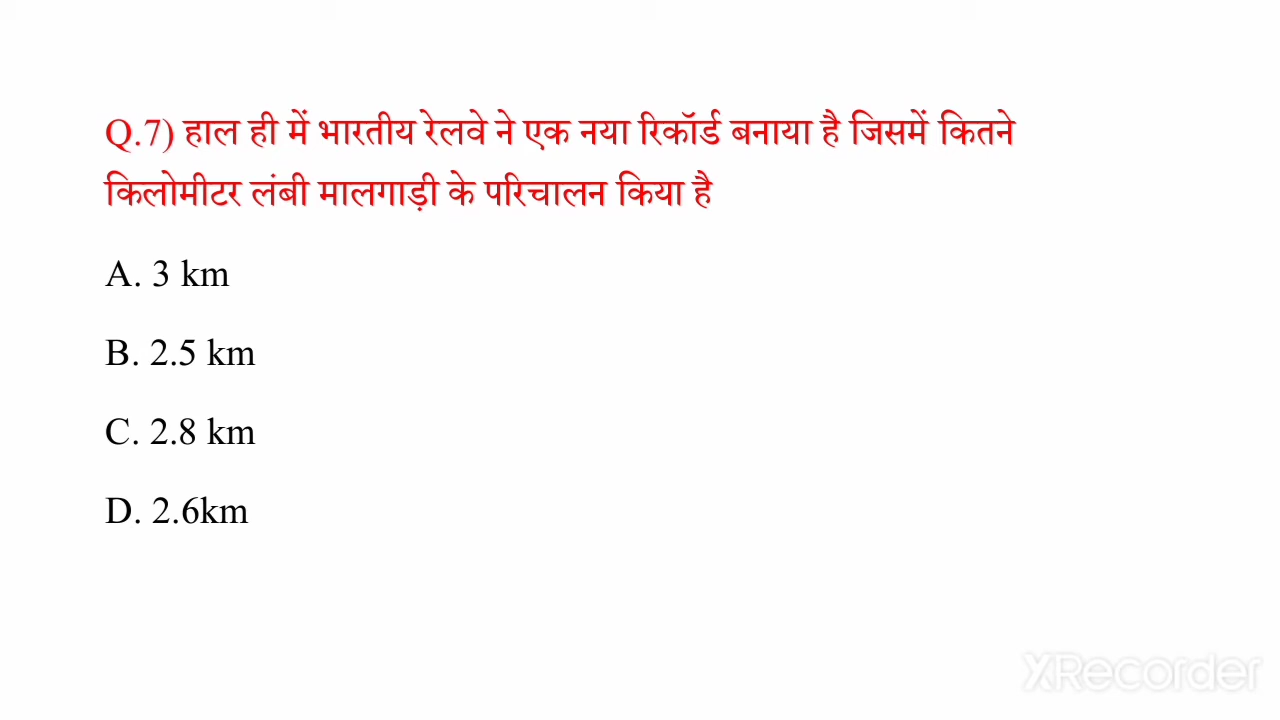 Q.7) हाल ही में भारतीय रेलवे ने एक नया रिकॉर्ड बनाया है जिसमें कितने
किलोमीटर लंबी मालगाड़ी के परिचालन किया है
A. 3 km
B. 2.5 km
C. 2.8 km
D. 2.6km
XRecorder